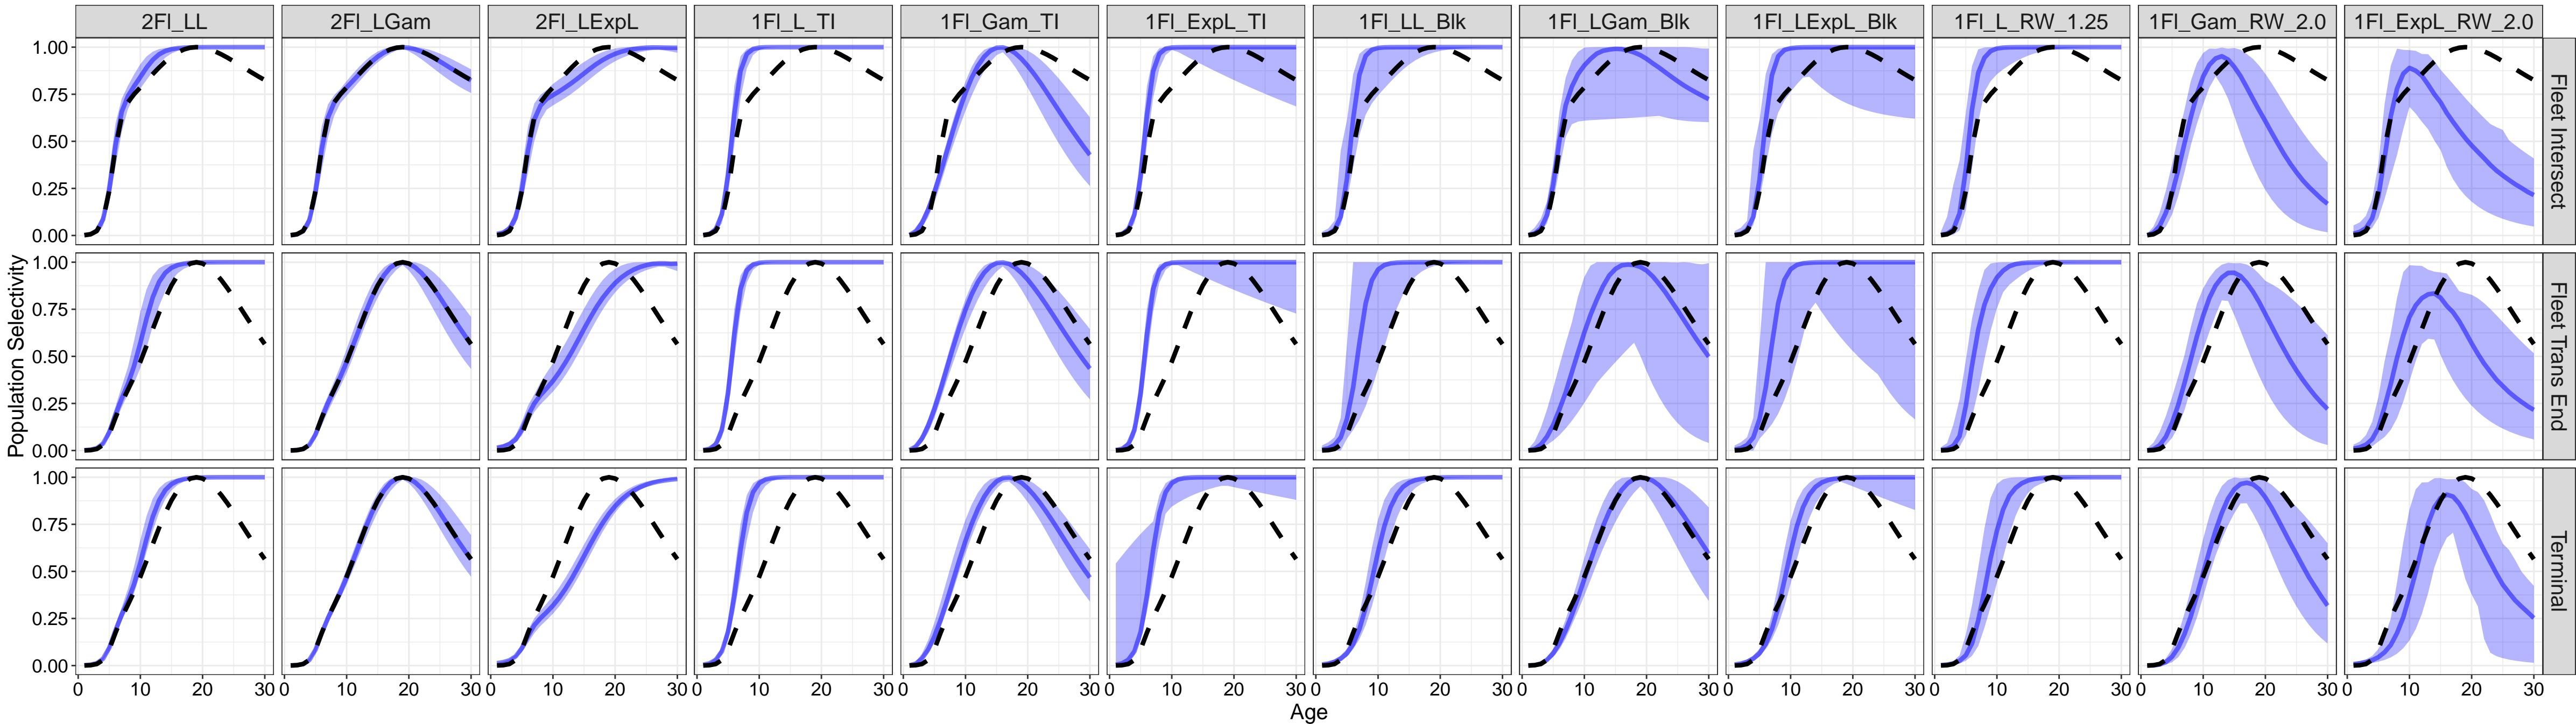 2Fl_LL 2Fl_LGam 2Fl_LExpL 1Fl_L_TI 1Fl_Gam_TI 1Fl_ExpL_TI 1Fl_LL_Blk 1Fl_LGam_Blk 1Fl_LExpL_Blk 1Fl_L_RW_1.25 1Fl_Gam_RW_2.0 1Fl_ExpL_RW_2.0
1.00
0.75
0.50
0.25
0.00
Fleet Intersect
1.00
0.75
0.50
0.25
0.00
Fleet Trans End
1.00
0.75
0.50
0.25
0.00
Terminal
Population Selectivity
0 10 20 30 0 10 20 30 0 10 20 30 0 10 20 30 0 10 20 30 0 10 20 30 0 10 20 30 0 10 20 30 0 10 20 30 0 10 20 30 0 10 20 30 0 10 20 30
Age